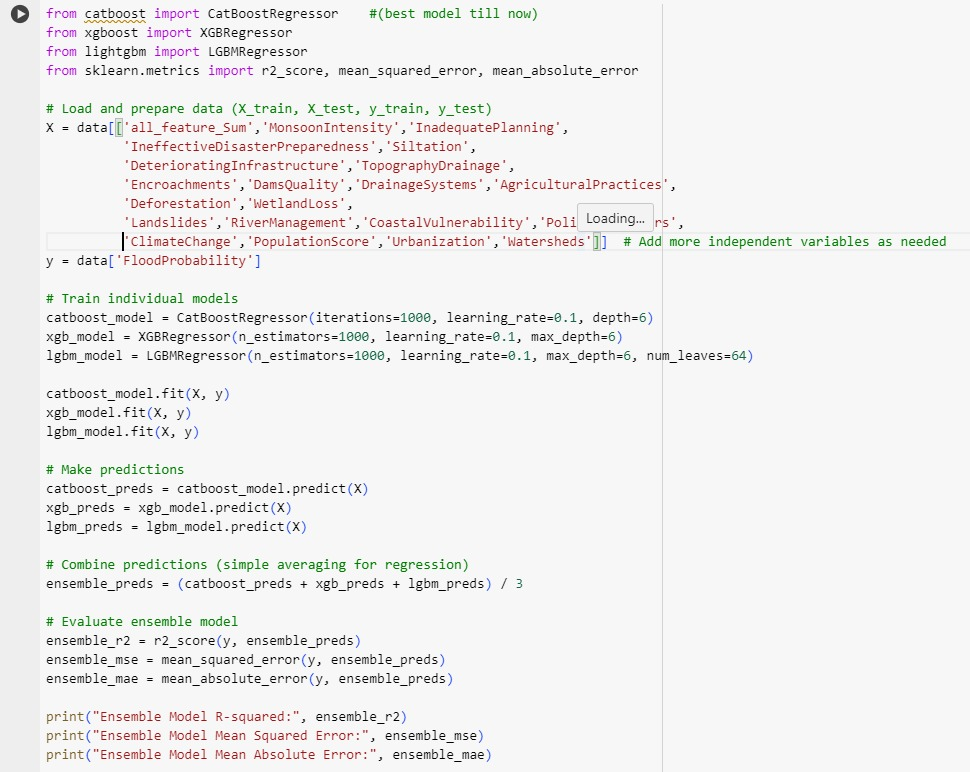 from catboost import CatBoostRegressor    #(best model till now)
from xgboost import XGBRegressor
from lightgbm import LGBMRegressor
from sklearn.metrics import r2_score, mean_squared_error, mean_absolute_error

# Load and prepare data (X_train, X_test, y_train, y_test)
X = data[['all_feature_Sum','MonsoonIntensity','InadequatePlanning',
          'IneffectiveDisasterPreparedness','Siltation',
          'DeterioratingInfrastructure','TopographyDrainage',
          'Encroachments','DamsQuality','DrainageSystems','AgriculturalPractices',
          'Deforestation','WetlandLoss',
          'Landslides','RiverManagement','CoastalVulnerability',
Loading...
          'ClimateChange','PopulationScore','Urbanization','Watersheds']]  # Add more independent variables as needed
y = data['FloodProbability']

# Train individual models
catboost_model = CatBoostRegressor(iterations=1000, learning_rate=0.1, depth=6)
xgb_model = XGBRegressor(n_estimators=1000, learning_rate=0.1, max_depth=6)
lgbm_model = LGBMRegressor(n_estimators=1000, learning_rate=0.1, max_depth=6, num_leaves=64)

catboost_model.fit(X, y)
xgb_model.fit(X, y)
lgbm_model.fit(X, y)

# Make predictions
catboost_preds = catboost_model.predict(X)
xgb_preds = xgb_model.predict(X)
lgbm_preds = lgbm_model.predict(X)

# Combine predictions (simple averaging for regression)
ensemble_preds = (catboost_preds + xgb_preds + lgbm_preds) / 3

# Evaluate ensemble model
ensemble_r2 = r2_score(y, ensemble_preds)
ensemble_mse = mean_squared_error(y, ensemble_preds)
ensemble_mae = mean_absolute_error(y, ensemble_preds)

print("Ensemble Model R-squared:", ensemble_r2)
print("Ensemble Model Mean Squared Error:", ensemble_mse)
print("Ensemble Model Mean Absolute Error:", ensemble_mae)